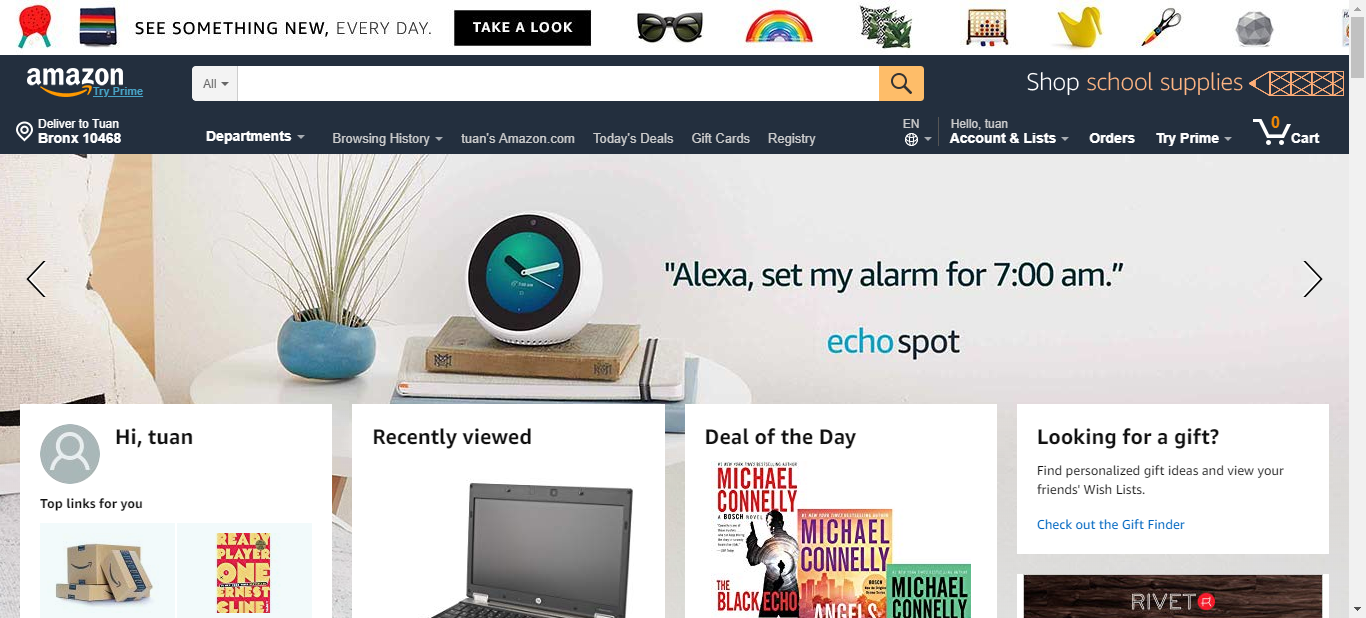 SEE SOMETHING NEW, EVERY DAY.
TAKE A LOOK
amazon
Try Prime
All
Shop school supplies
Deliver to Tuan
Bronx 10468
Departments
Browsing History
tuan's Amazon.com
Today's Deals
Gift Cards
Registry
EN
Hello, tuan
Account & Lists
Orders
Try Prime
0
Cart
"Alexa, set my alarm for 7:00 am."
echo spot
Hi, tuan
Top links for you
READY
PLAYER
ONE
ERNEST
CLINE
Recently viewed
hp
Deal of the Day
MICHAEL
CONNELLY
A BOSCH NOVEL
THE
BLACK ECHO
MICHAEL
CONNELLY
ANGELS
MICHAEL
CONNELLY
Looking for a gift?
Find personalized gift ideas and view your
friends' Wish Lists.
Check out the Gift Finder
RIVET